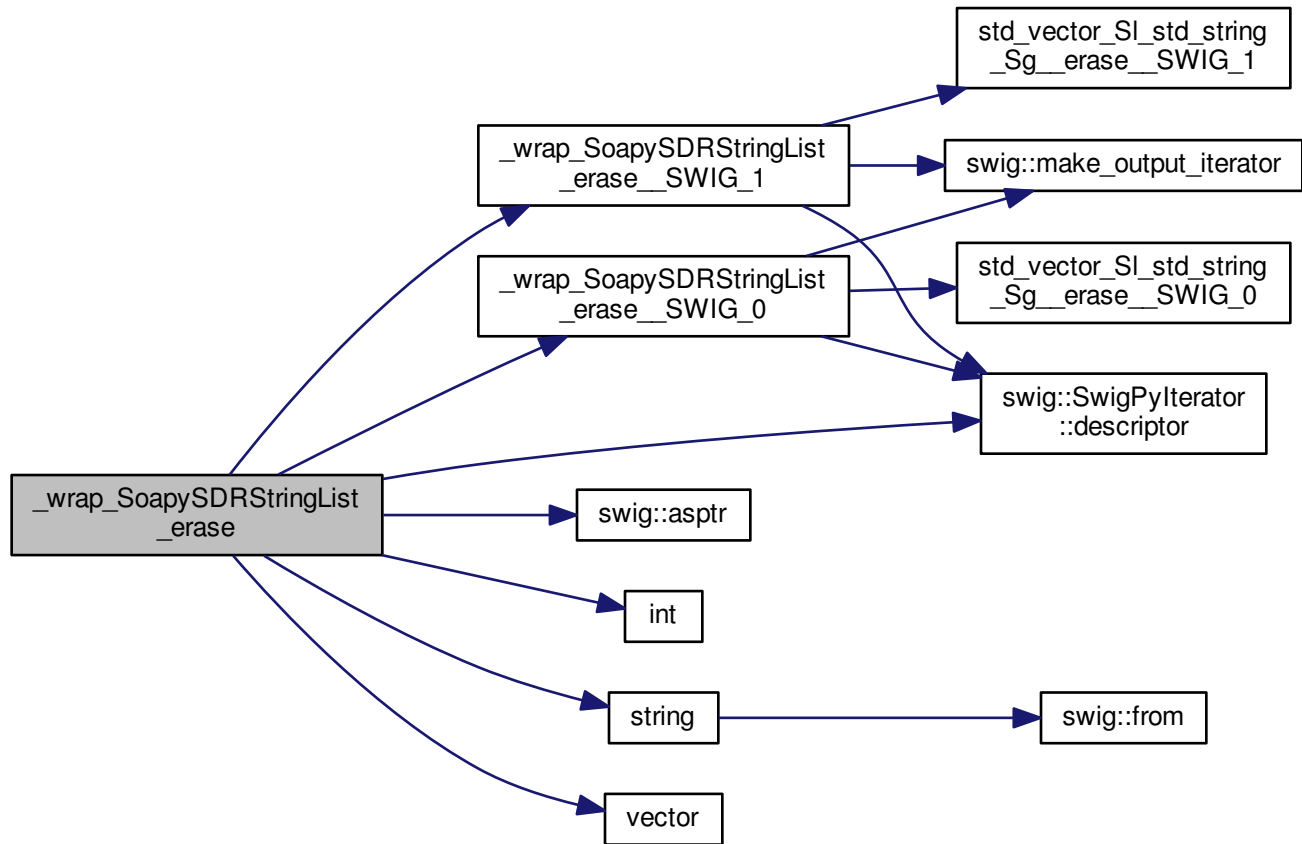 std_vector_Sl_std_string
_Sg__erase__SWIG_1
_wrap_SoapySDRStringList
_erase__SWIG_1
swig::make_output_iterator
_wrap_SoapySDRStringList
_erase__SWIG_0
std_vector_Sl_std_string
_Sg__erase__SWIG_0
swig::SwigPyIterator
::descriptor
_wrap_SoapySDRStringList
_erase
swig::asptr
int
string
swig::from
vector